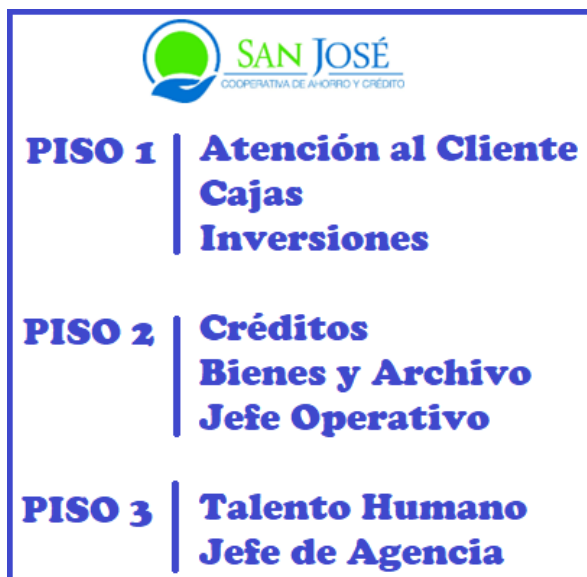 SAN JOSÉ
COOPERATIVA DE AHORRO Y CRÉDITO
PISO 1 Atención al Cliente
Cajas
Inversiones
PISO 2 Créditos
Bienes y Archivo
Jefe Operativo
PISO 3 Talento Humano
Jefe de Agencia